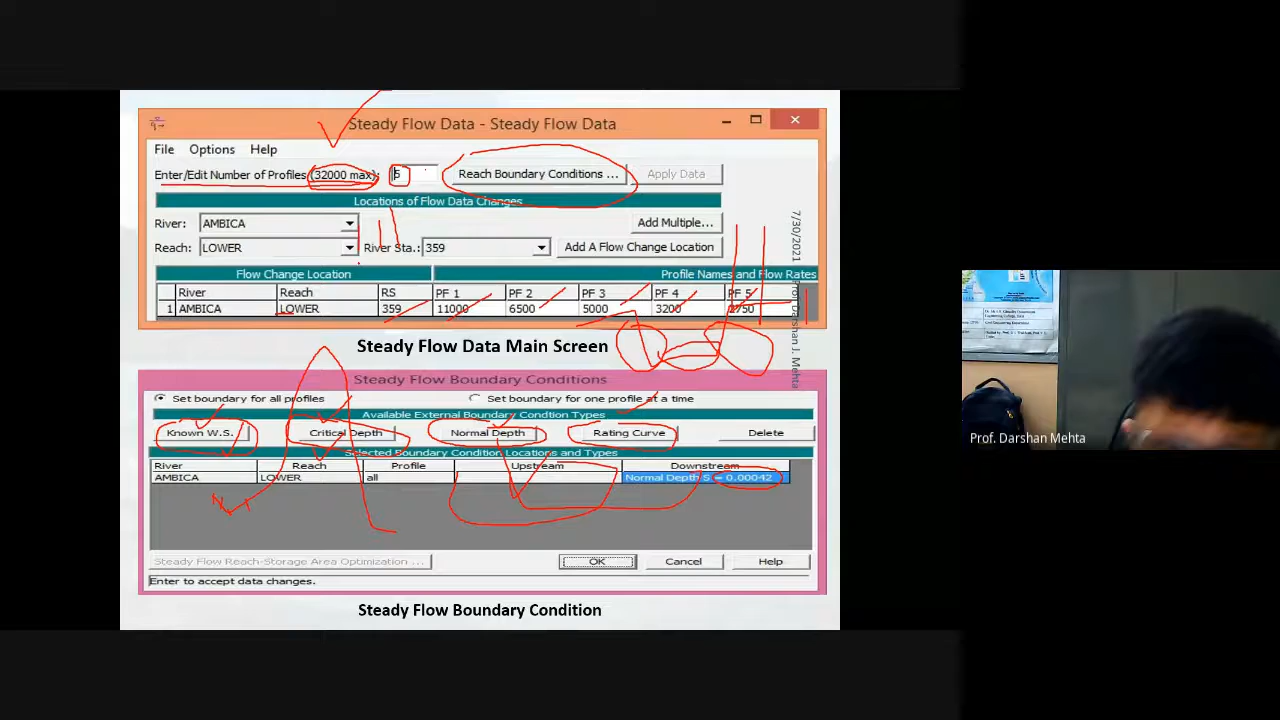 Steady Flow Data - Steady Flow Data
File Options Help
Enter/Edit Number of Profiles (32000 max): 5 Reach Boundary Conditions ... Apply Data
Locations of Flow Data Changes
River: AMBICA Add Multiple...
Reach: LOWER River Sta.: 359 Add A Flow Change Location
Flow Change Location Profile Names and Flow Rates
River Reach RS PF 1 PF 2 PF 3 PF 4 PF 5
1 AMBICA LOWER 359 11000 6500 5000 3200 2750
Steady Flow Data Main Screen
7/30/2021 Prof. Darshan J. Mehta
Steady Flow Boundary Conditions
Set boundary for all profiles Set boundary for one profile at a time
Available External Boundary Condtion Types
Known W.S. Critical Depth Normal Depth Rating Curve Delete
Selected Boundary Condition Locations and Types
River Reach Profile Upstream Downstream
AMBICA LOWER all Normal Depth S = 0.00042
Steady Flow Reach-Storage Area Optimization ... OK Cancel Help
Enter to accept data changes.
Steady Flow Boundary Condition
Prof. Darshan Mehta